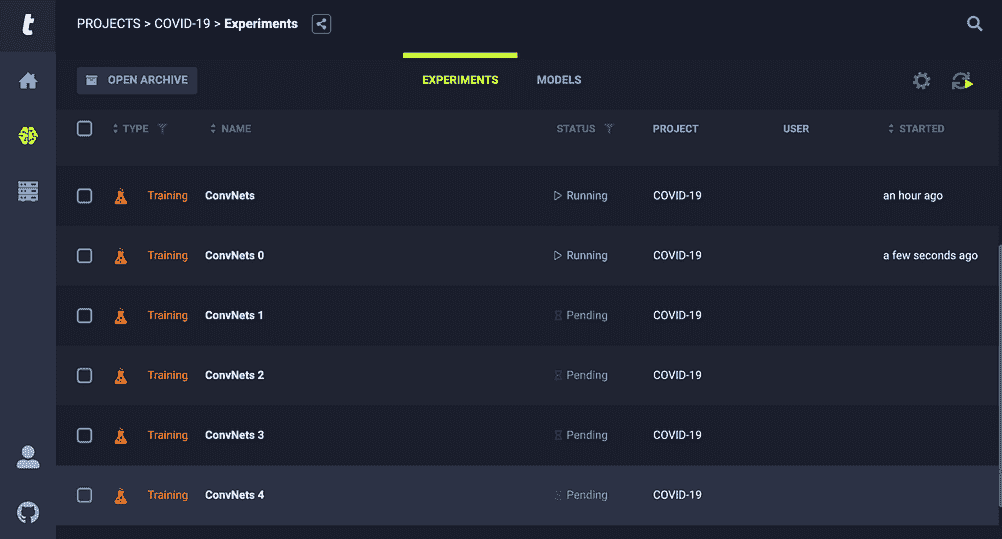 t
PROJECTS > COVID-19 > Experiments
OPEN ARCHIVE
EXPERIMENTS
MODELS
TYPE NAME STATUS PROJECT USER STARTED
Training ConvNets Running COVID-19 an hour ago
Training ConvNets 0 Running COVID-19 a few seconds ago
Training ConvNets 1 Pending COVID-19
Training ConvNets 2 Pending COVID-19
Training ConvNets 3 Pending COVID-19
Training ConvNets 4 Pending COVID-19